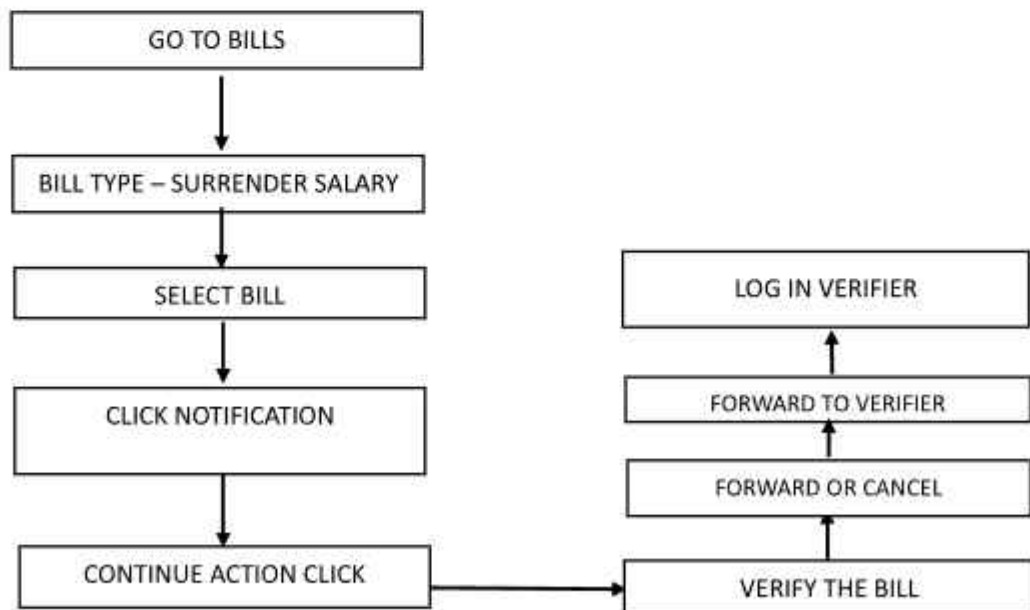 GO TO BILLS
BILL TYPE – SURRENDER SALARY
SELECT BILL
CLICK NOTIFICATION
CONTINUE ACTION CLICK
VERIFY THE BILL
FORWARD OR CANCEL
FORWARD TO VERIFIER
LOG IN VERIFIER